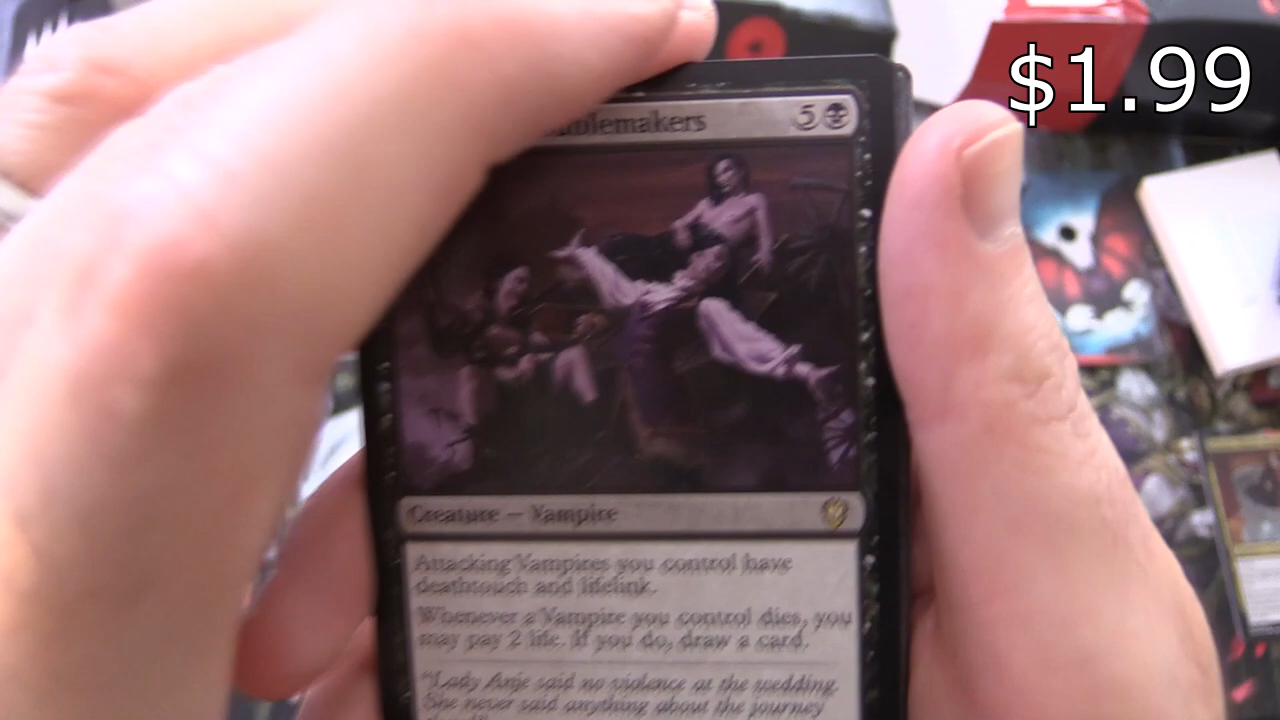 $1.99
blemakers 5
Creature — Vampire
Attacking Vampires you control have
deathtouch and lifelink.
Whenever a Vampire you control dies, you
may pay 2 life. If you do, draw a card.
"Lady Anje said no violence at the wedding.
She never said anything about the journey